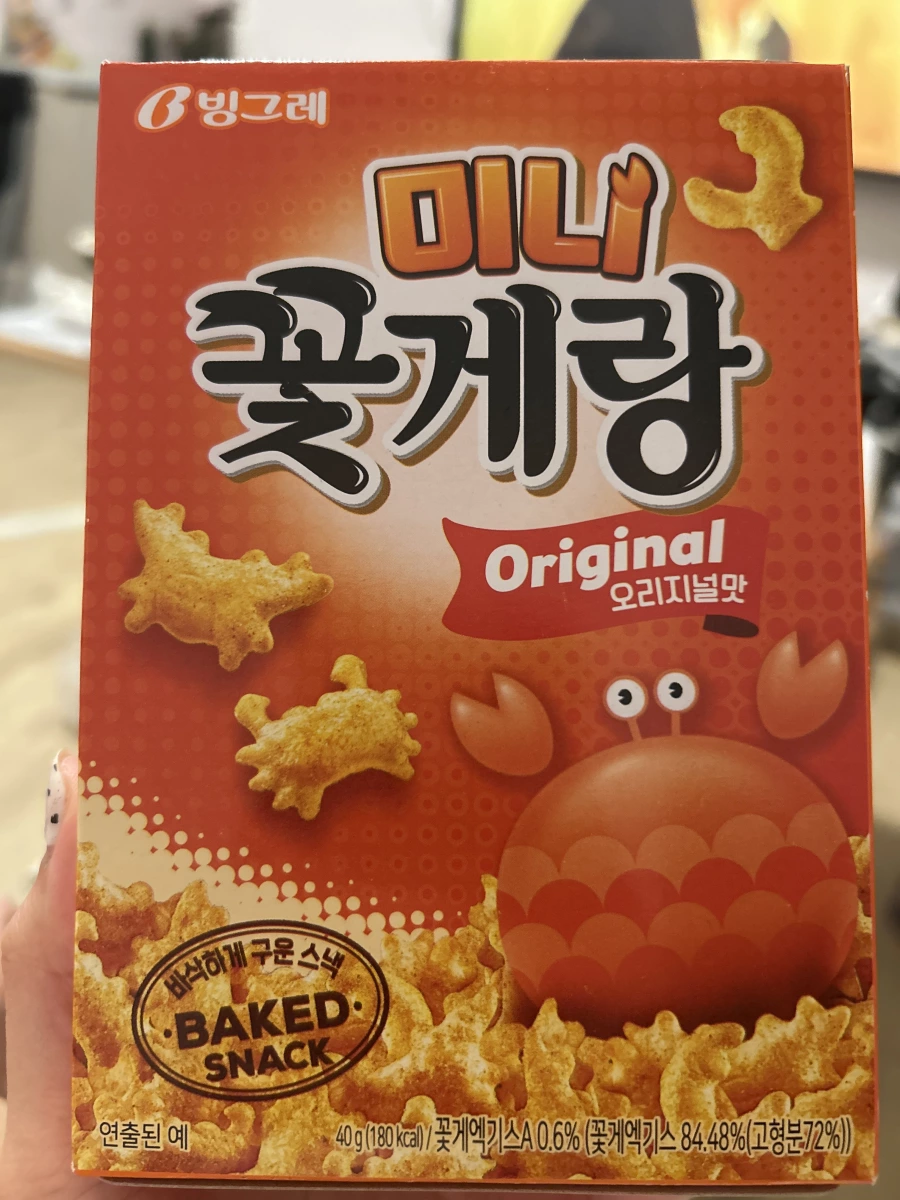 빙그레
미니
꽃게랑
Original
오리지널맛
바삭하게 구운 스낵
·BAKED·
SNACK
연출된 예
40 g (180 kcal) / 꽃게엑기스A 0.6% (꽃게엑기스 84.48%(고형분72%))